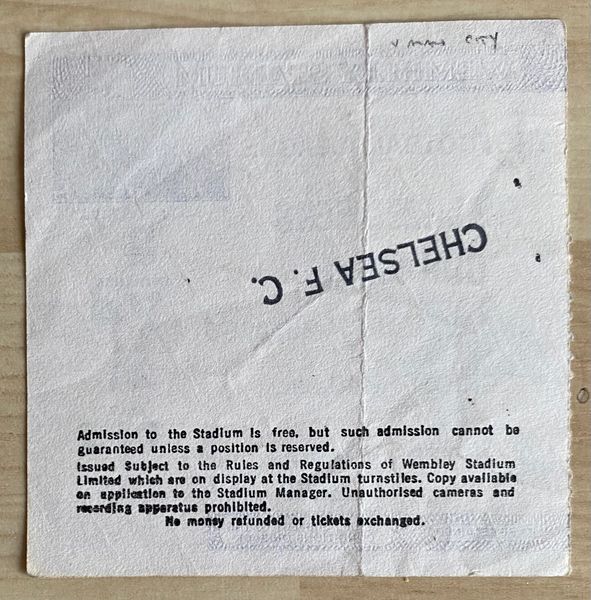 CITY
CHELSEA F.C.
Admission to the Stadium is free, but such admission cannot be
guaranteed unless a position is reserved.
Issued Subject to the Rules and Regulations of Wembley Stadium
Limited which are on display at the Stadium turnstiles. Copy available
on application to the Stadium Manager. Unauthorised cameras and
recording apparatus prohibited.
No money refunded or tickets exchanged.